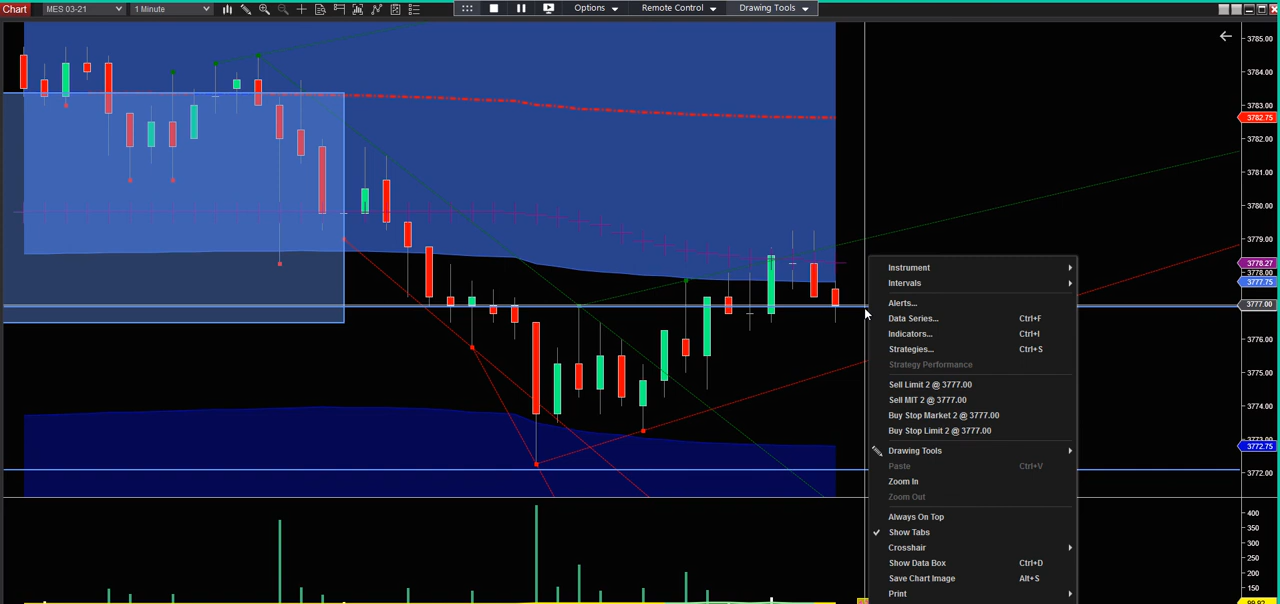 Chart MES 03-21 1 Minute Options Remote Control Drawing Tools
3785.00
3784.00
3783.00
3782.75
3781.00
3780.00
3779.00
3778.27
3778.00
3777.75
3777.00
3776.00
3775.00
3774.00
3773.00
3772.75
3772.00
400
350
300
250
200
150
99.92
Instrument
Intervals
Alerts...
Data Series... Ctrl+F
Indicators... Ctrl+I
Strategies... Ctrl+S
Strategy Performance
Sell Limit 2 @ 3777.00
Sell MIT 2 @ 3777.00
Buy Stop Market 2 @ 3777.00
Buy Stop Limit 2 @ 3777.00
Drawing Tools
Paste Ctrl+V
Zoom In
Zoom Out
Always On Top
Show Tabs
Crosshair
Show Data Box Ctrl+D
Save Chart Image Alt+S
Print